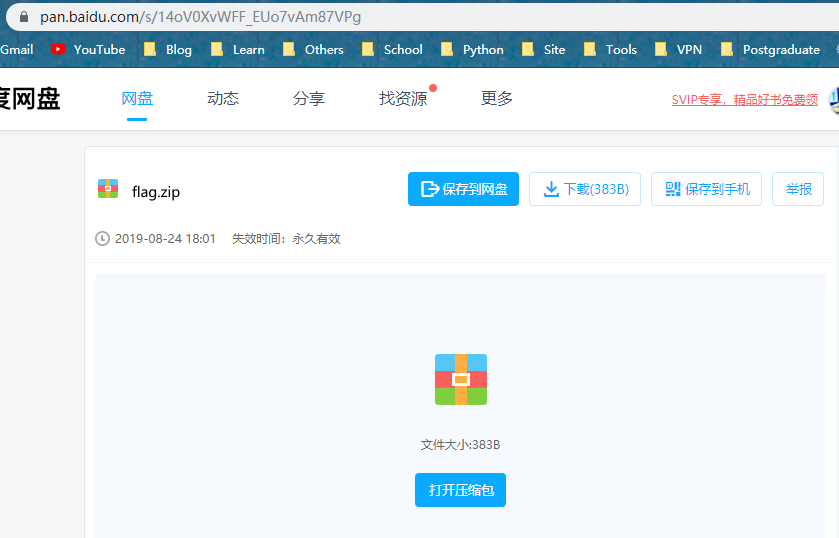 pan.baidu.com/s/14oV0XvWFF_EUo7vAm87VPg
Gmail YouTube Blog Learn Others School Python Site Tools VPN Postgraduate
度网盘 网盘 动态 分享 找资源 更多 SVIP专享，精品好书免费领
flag.zip 保存到网盘 下载(383B) 保存到手机 举报
2019-08-24 18:01 失效时间：永久有效
文件大小:383B
打开压缩包